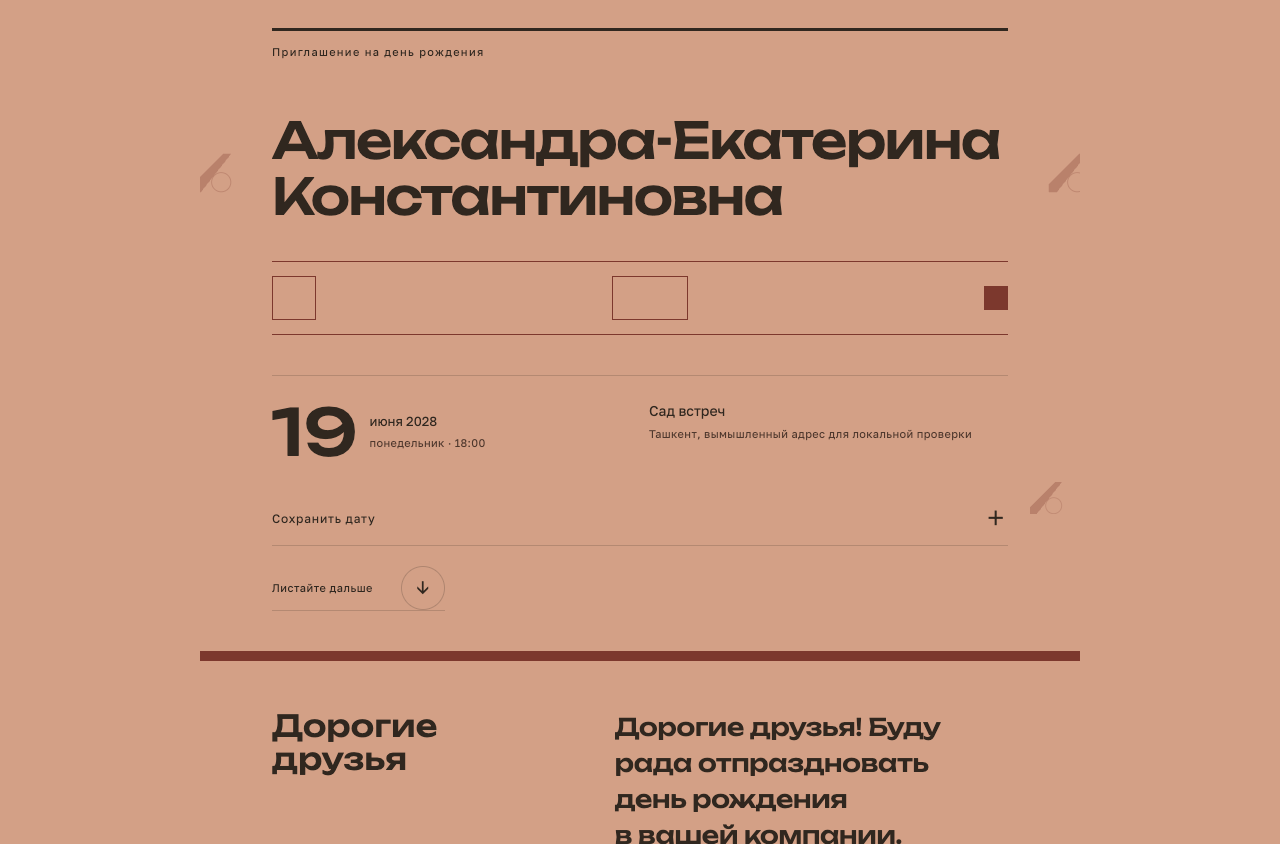 Приглашение на день рождения
Александра-Екатерина
Константиновна
19
июня 2028
понедельник · 18:00
Сад встреч
Ташкент, вымышленный адрес для локальной проверки
Сохранить дату
+
Листайте дальше
Дорогие
друзья
Дорогие друзья! Буду
рада отпраздновать
день рождения
в вашей компании.